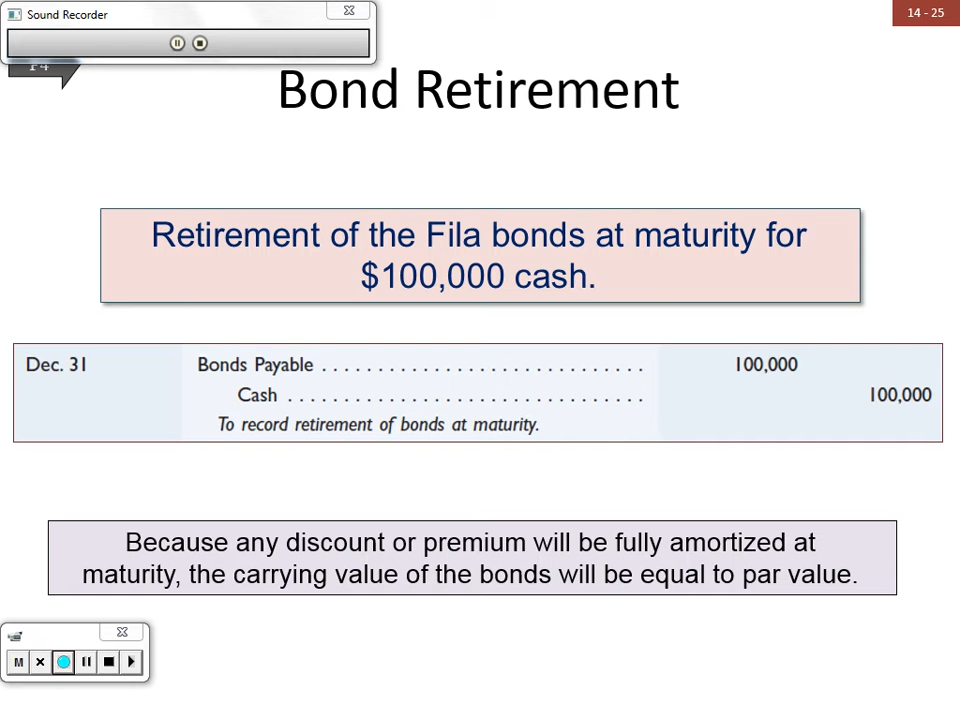 Sound Recorder
14 - 25
P4
Bond Retirement
Retirement of the Fila bonds at maturity for
$100,000 cash.
Dec. 31 Bonds Payable . . . . . . . . . . . . . . . . . . . . . . . . . . . . . 100,000
Cash . . . . . . . . . . . . . . . . . . . . . . . . . . . . . . . . 100,000
To record retirement of bonds at maturity.
Because any discount or premium will be fully amortized at
maturity, the carrying value of the bonds will be equal to par value.
M